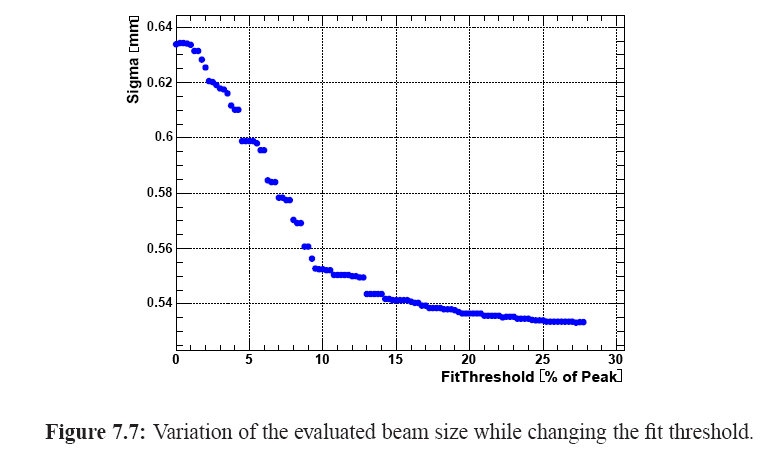 Sigma [mm]
0.64
0.62
0.6
0.58
0.56
0.54
0 5 10 15 20 25 30
FitThreshold [% of Peak]
Figure 7.7: Variation of the evaluated beam size while changing the fit threshold.